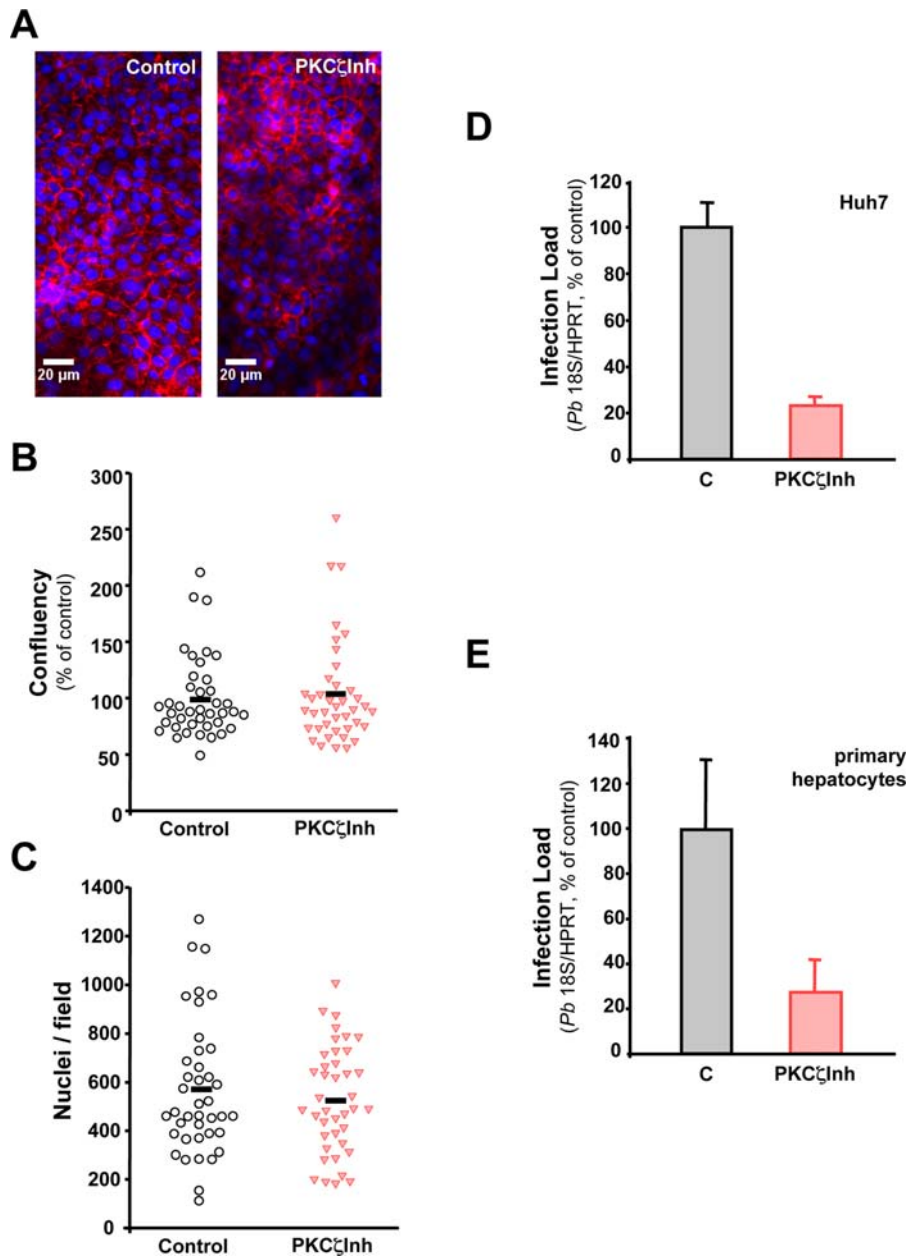 A
Control
PKCζInh
20 µm
20 µm
B
Confluency
(% of control)
300
250
200
150
100
50
0
Control
PKCζInh
C
Nuclei / field
1400
1200
1000
800
600
400
200
0
Control
PKCζInh
D
Huh7
Infection Load
(Pb 18S/HPRT, % of control)
120
100
80
60
40
20
0
C
PKCζInh
E
primary
hepatocytes
Infection Load
(Pb 18S/HPRT, % of control)
140
120
100
80
60
40
20
0
C
PKCζInh